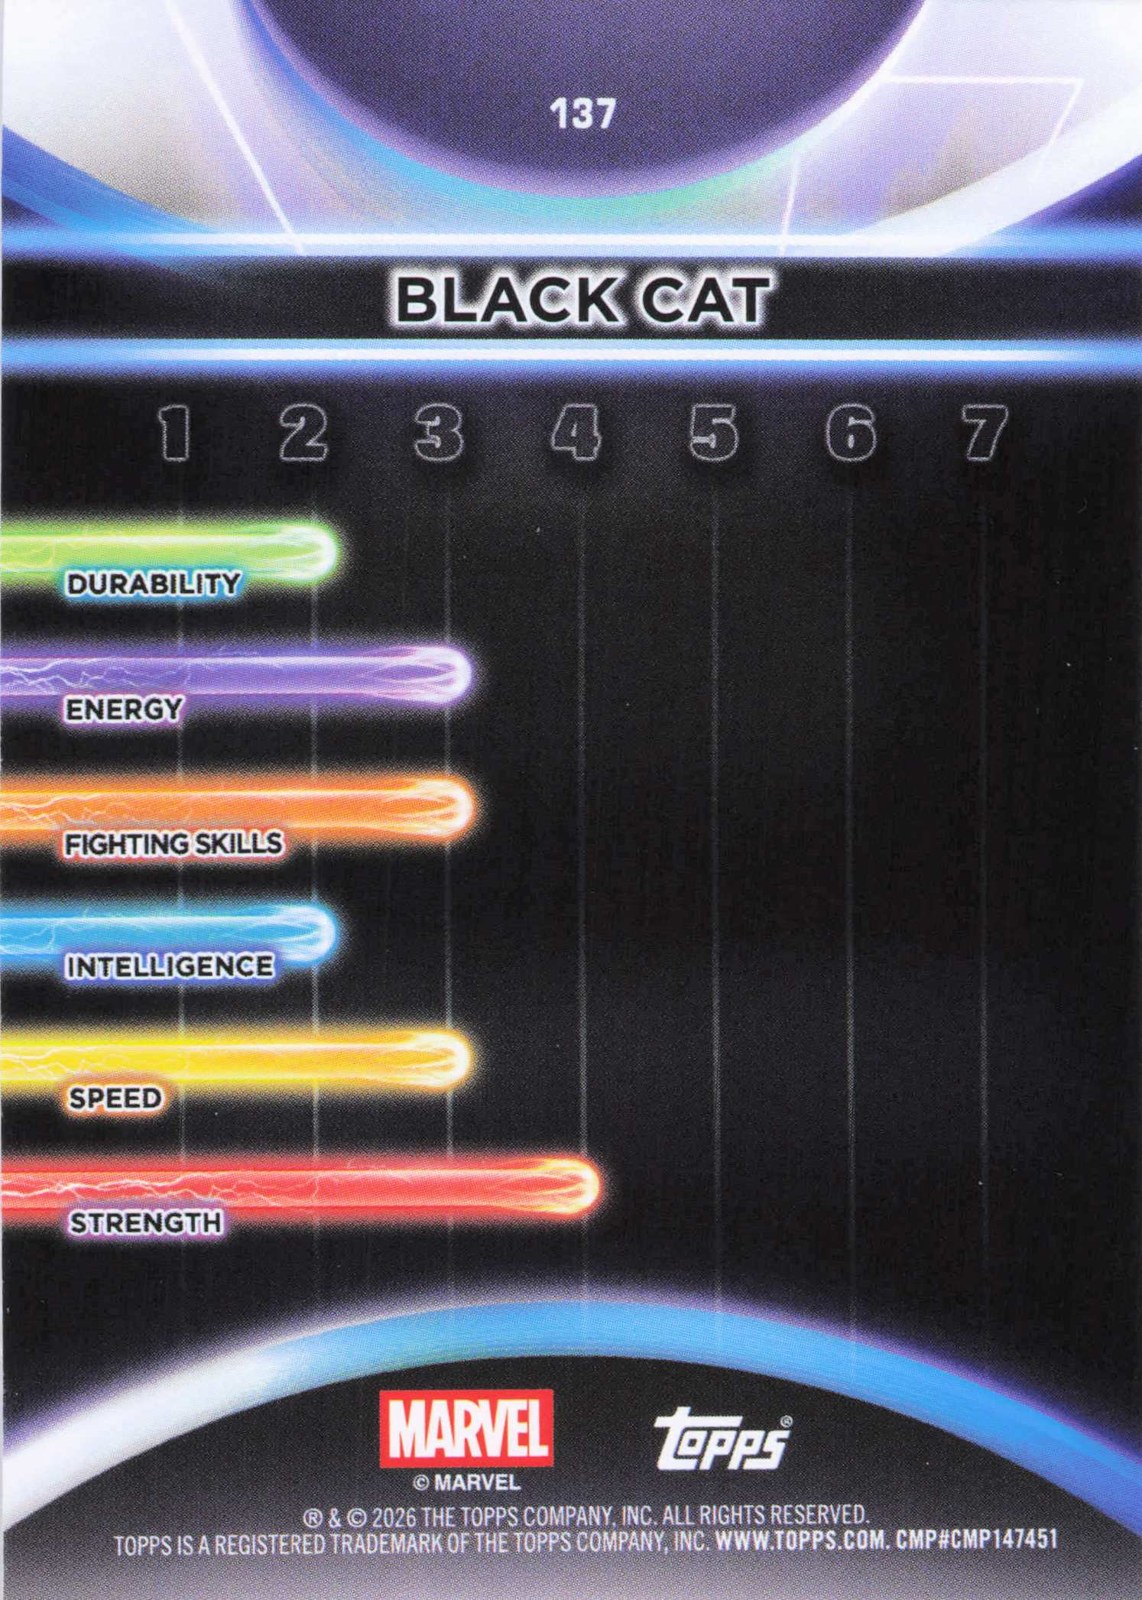 137
BLACK CAT
1 2 3 4 5 6 7
DURABILITY
ENERGY
FIGHTING SKILLS
INTELLIGENCE
SPEED
STRENGTH
MARVEL
© MARVEL
Topps®
® & © 2026 THE TOPPS COMPANY, INC. ALL RIGHTS RESERVED.
TOPPS IS A REGISTERED TRADEMARK OF THE TOPPS COMPANY, INC. WWW.TOPPS.COM. CMP#CMP147451